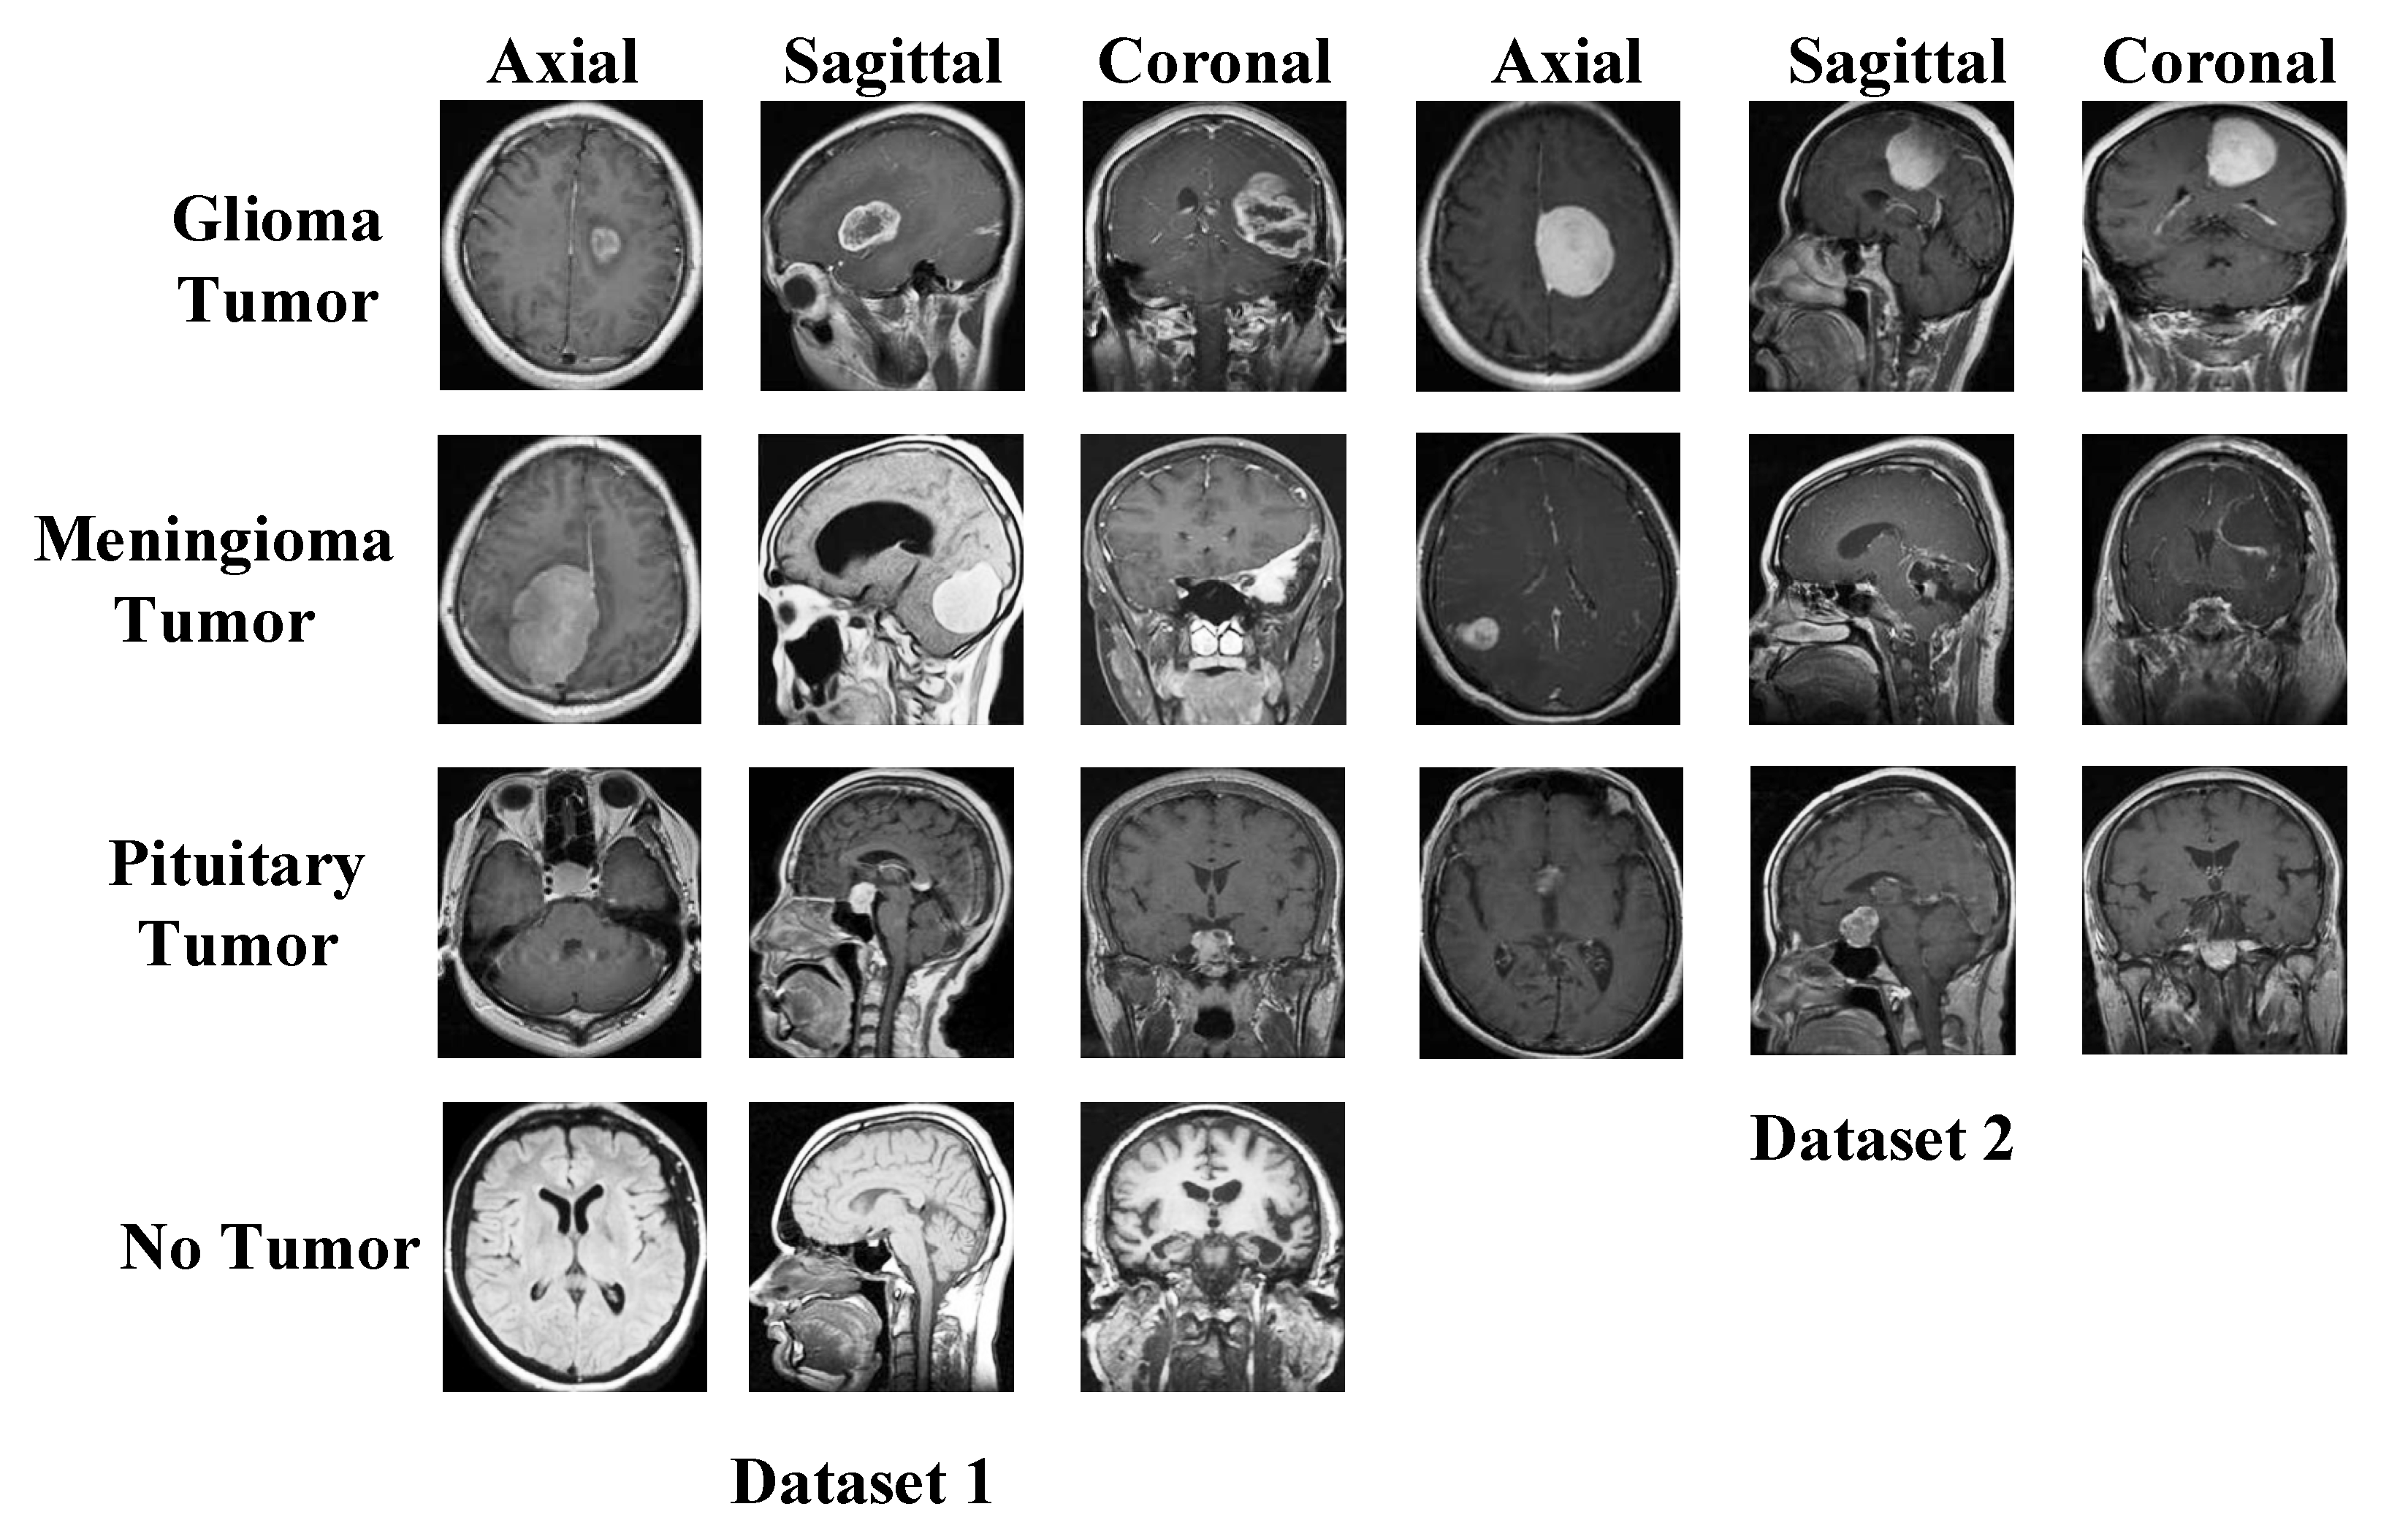 Axial Sagittal Coronal Axial Sagittal Coronal
Glioma
Tumor
Meningioma
Tumor
Pituitary
Tumor
Dataset 2
No Tumor
Dataset 1